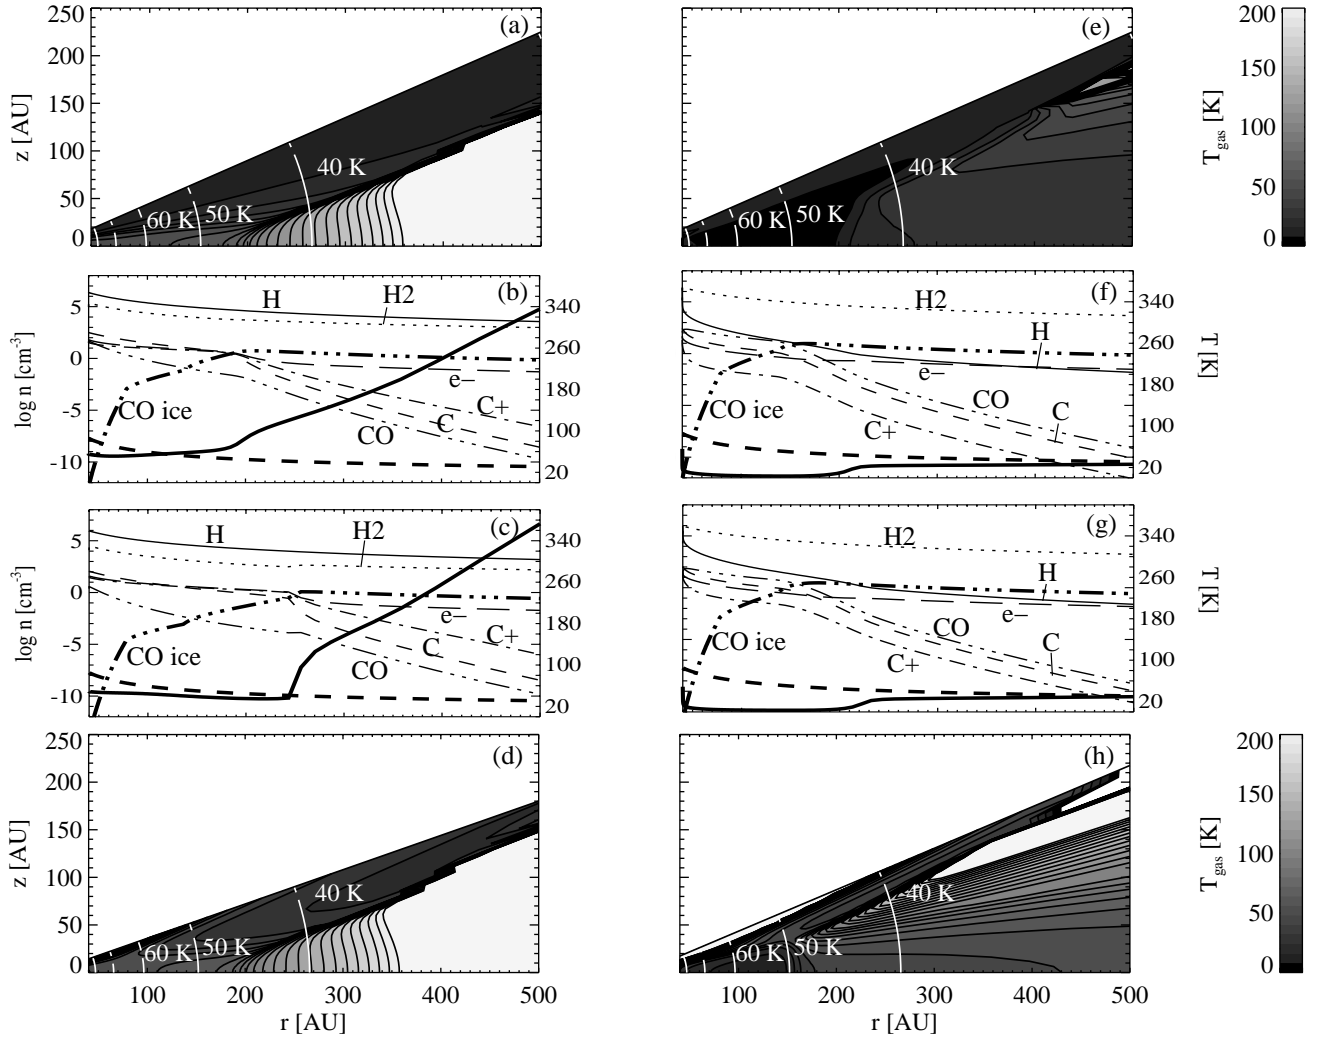 250
200
150
100
50
0
z [AU]
(a)
40 K
50 K
60 K
(e)
40 K
50 K
60 K
200
150
100
50
0
T_gas [K]
5
0
-5
-10
log n [cm⁻³]
H
H2
(b)
CO ice
e−
C+
C
CO
340
260
180
100
20
H2
(f)
H
e−
CO
C
CO ice
C+
340
260
180
100
20
T [K]
5
0
-5
-10
log n [cm⁻³]
H
H2
(c)
CO ice
e−
C
C+
CO
340
260
180
100
20
H2
(g)
H
e−
CO
C
CO ice
C+
340
260
180
100
20
T [K]
250
200
150
100
50
0
z [AU]
(d)
40 K
50 K
60 K
100
200
300
400
500
r [AU]
(h)
40 K
50 K
60 K
100
200
300
400
500
r [AU]
200
150
100
50
0
T_gas [K]